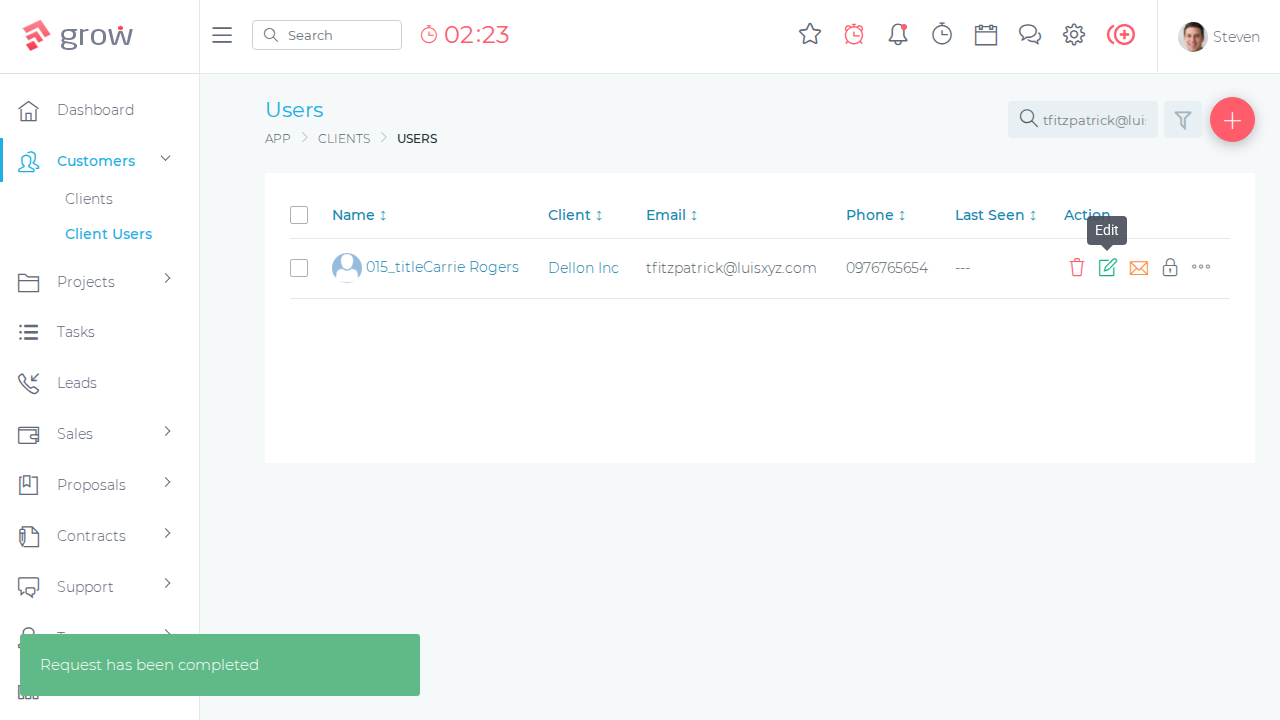 grow
Search
02:23
Steven
Dashboard
Customers
Clients
Client Users
Projects
Tasks
Leads
Sales
Proposals
Contracts
Support
Users
APP
CLIENTS
USERS
tfitzpatrick@lui
Name
Client
Email
Phone
Last Seen
Action
Edit
015_titleCarrie Rogers
Dellon Inc
tfitzpatrick@luisxyz.com
0976765654
---
Request has been completed